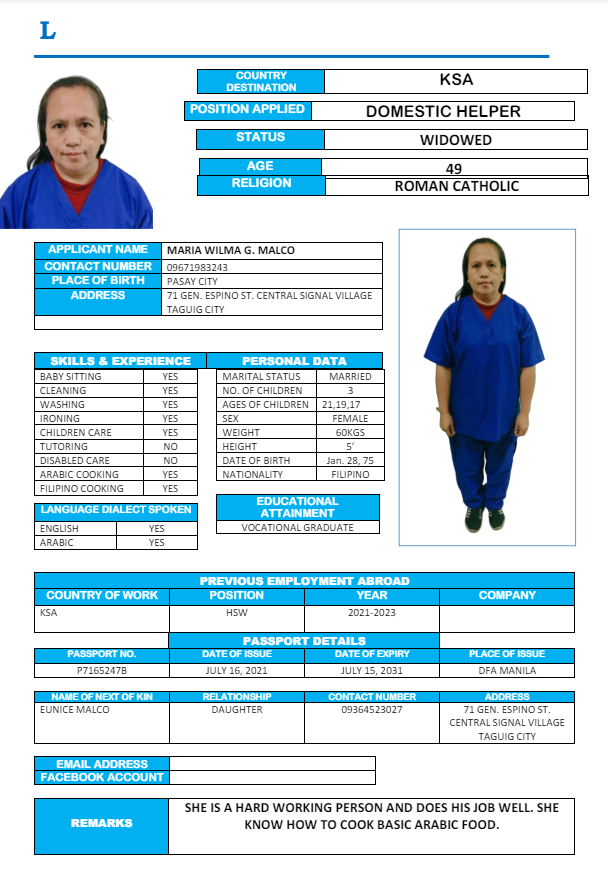 L
COUNTRY DESTINATION KSA
POSITION APPLIED DOMESTIC HELPER
STATUS WIDOWED
AGE 49
RELIGION ROMAN CATHOLIC
APPLICANT NAME MARIA WILMA G. MALCO
CONTACT NUMBER 09671983243
PLACE OF BIRTH PASAY CITY
ADDRESS 71 GEN. ESPINO ST. CENTRAL SIGNAL VILLAGE
TAGUIG CITY
SKILLS & EXPERIENCE
BABY SITTING YES
CLEANING YES
WASHING YES
IRONING YES
CHILDREN CARE YES
TUTORING NO
DISABLED CARE NO
ARABIC COOKING YES
FILIPINO COOKING YES
LANGUAGE DIALECT SPOKEN
ENGLISH YES
ARABIC YES
PERSONAL DATA
MARITAL STATUS MARRIED
NO. OF CHILDREN 3
AGES OF CHILDREN 21,19,17
SEX FEMALE
WEIGHT 60KGS
HEIGHT 5’
DATE OF BIRTH Jan. 28, 75
NATIONALITY FILIPINO
EDUCATIONAL
ATTAINMENT
VOCATIONAL GRADUATE
PREVIOUS EMPLOYMENT ABROAD
COUNTRY OF WORK POSITION YEAR COMPANY
KSA HSW 2021-2023
PASSPORT DETAILS
PASSPORT NO. DATE OF ISSUE DATE OF EXPIRY PLACE OF ISSUE
P7165247B JULY 16, 2021 JULY 15, 2031 DFA MANILA
NAME OF NEXT OF KIN RELATIONSHIP CONTACT NUMBER ADDRESS
EUNICE MALCO DAUGHTER 09364523027 71 GEN. ESPINO ST.
CENTRAL SIGNAL VILLAGE
TAGUIG CITY
EMAIL ADDRESS
FACEBOOK ACCOUNT
REMARKS SHE IS A HARD WORKING PERSON AND DOES HIS JOB WELL. SHE
KNOW HOW TO COOK BASIC ARABIC FOOD.